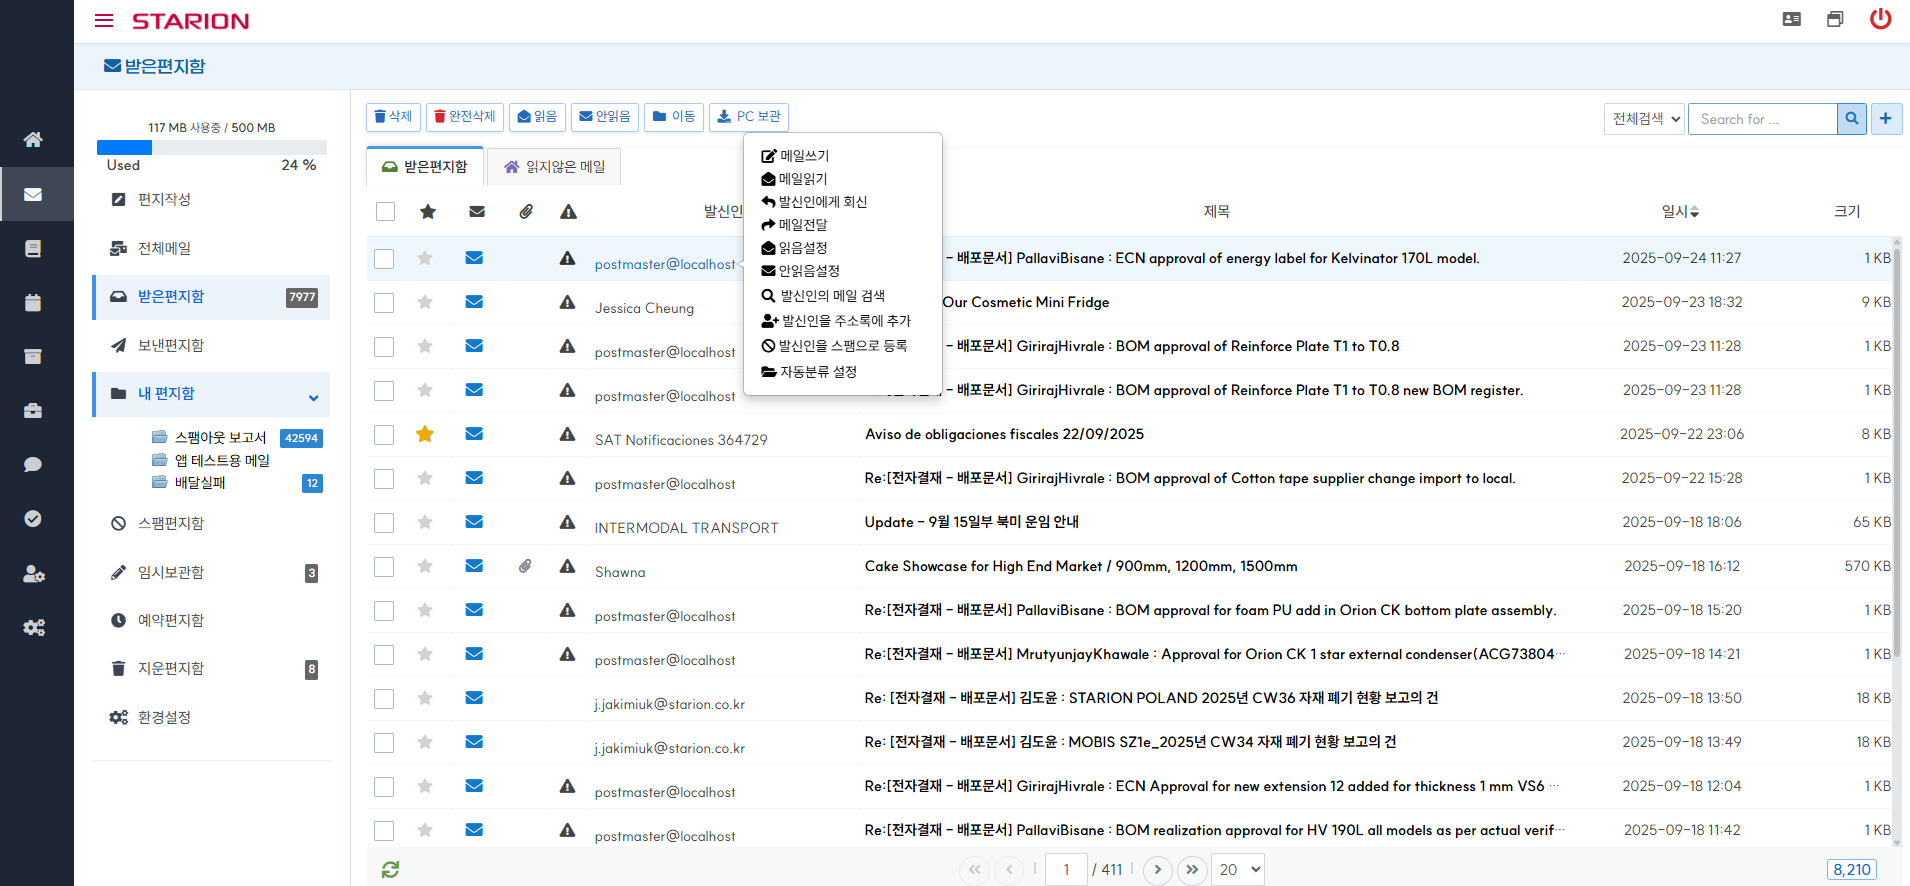 STARION
받은편지함
117 MB 사용중 / 500 MB
Used 24 %
편지작성
전체메일
받은편지함 7977
보낸편지함
내 편지함
스팸아웃 보고서 42594
앱 테스트용 메일
배달실패 12
스팸편지함
임시보관함 3
예약편지함
지운편지함 8
환경설정
삭제 완전삭제 읽음 안읽음 이동 PC 보관
전체검색 Search for ... +
받은편지함 읽지않은 메일
메일쓰기
메일읽기
발신인에게 회신
메일전달
읽음설정
안읽음설정
발신인의 메일 검색
발신인을 주소록에 추가
발신인을 스팸으로 등록
자동분류 설정
발신인 제목 일시 크기
postmaster@localhost - 배포문서] PallaviBisane : ECN approval of energy label for Kelvinator 170L model. 2025-09-24 11:27 1 KB
Jessica Cheung Our Cosmetic Mini Fridge 2025-09-23 18:32 9 KB
postmaster@localhost - 배포문서] GirirajHivrale : BOM approval of Reinforce Plate T1 to T0.8 2025-09-23 11:28 1 KB
postmaster@localhost - 배포문서] GirirajHivrale : BOM approval of Reinforce Plate T1 to T0.8 new BOM register. 2025-09-23 11:28 1 KB
SAT Notificaciones 364729 Aviso de obligaciones fiscales 22/09/2025 2025-09-22 23:06 8 KB
postmaster@localhost Re:[전자결재 - 배포문서] GirirajHivrale : BOM approval of Cotton tape supplier change import to local. 2025-09-22 15:28 1 KB
INTERMODAL TRANSPORT Update - 9월 15일부 북미 운임 안내 2025-09-18 18:06 65 KB
Shawna Cake Showcase for High End Market / 900mm, 1200mm, 1500mm 2025-09-18 16:12 570 KB
postmaster@localhost Re:[전자결재 - 배포문서] PallaviBisane : BOM approval for foam PU add in Orion CK bottom plate assembly. 2025-09-18 15:20 1 KB
postmaster@localhost Re:[전자결재 - 배포문서] MrutyunjayKhawale : Approval for Orion CK 1 star external condenser(ACG73804··· 2025-09-18 14:21 1 KB
j.jakimiuk@starion.co.kr Re: [전자결재 - 배포문서] 김도윤 : STARION POLAND 2025년 CW36 자재 폐기 현황 보고의 건 2025-09-18 13:50 18 KB
j.jakimiuk@starion.co.kr Re: [전자결재 - 배포문서] 김도윤 : MOBIS SZ1e_2025년 CW34 자재 폐기 현황 보고의 건 2025-09-18 13:49 18 KB
postmaster@localhost Re:[전자결재 - 배포문서] GirirajHivrale : ECN Approval for new extension 12 added for thickness 1 mm VS6 ··· 2025-09-18 12:04 1 KB
postmaster@localhost Re:[전자결재 - 배포문서] PallaviBisane : BOM realization approval for HV 190L all models as per actual verif··· 2025-09-18 11:42 1 KB
1 / 411 20 8,210